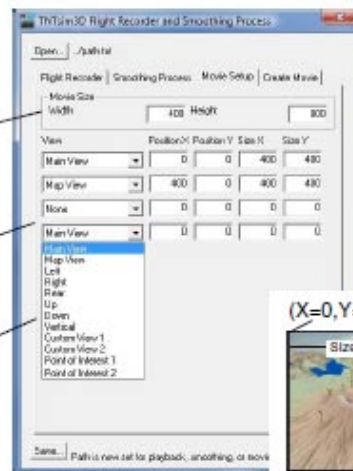 TNTsim3D Flight Recorder and Smoothing Process
Open... ../path.txt
Flight Recorder Smoothing Process Movie Setup Create Movie
Movie Size
Width 400 Height 800
View Position X Position Y Size X Size Y
Main View 0 0 400 400
Map View 400 0 400 400
None 0 0 0 0
Main View 0 0 0 0
Main View
Map View
Left
Right
Rear
Up
Down
Vertical
Custom View 1
Custom View 2
Point of Interest 1
Point of Interest 2
(X=0,Y=
Size
Save... Path is now set for playback, smoothing, or movie